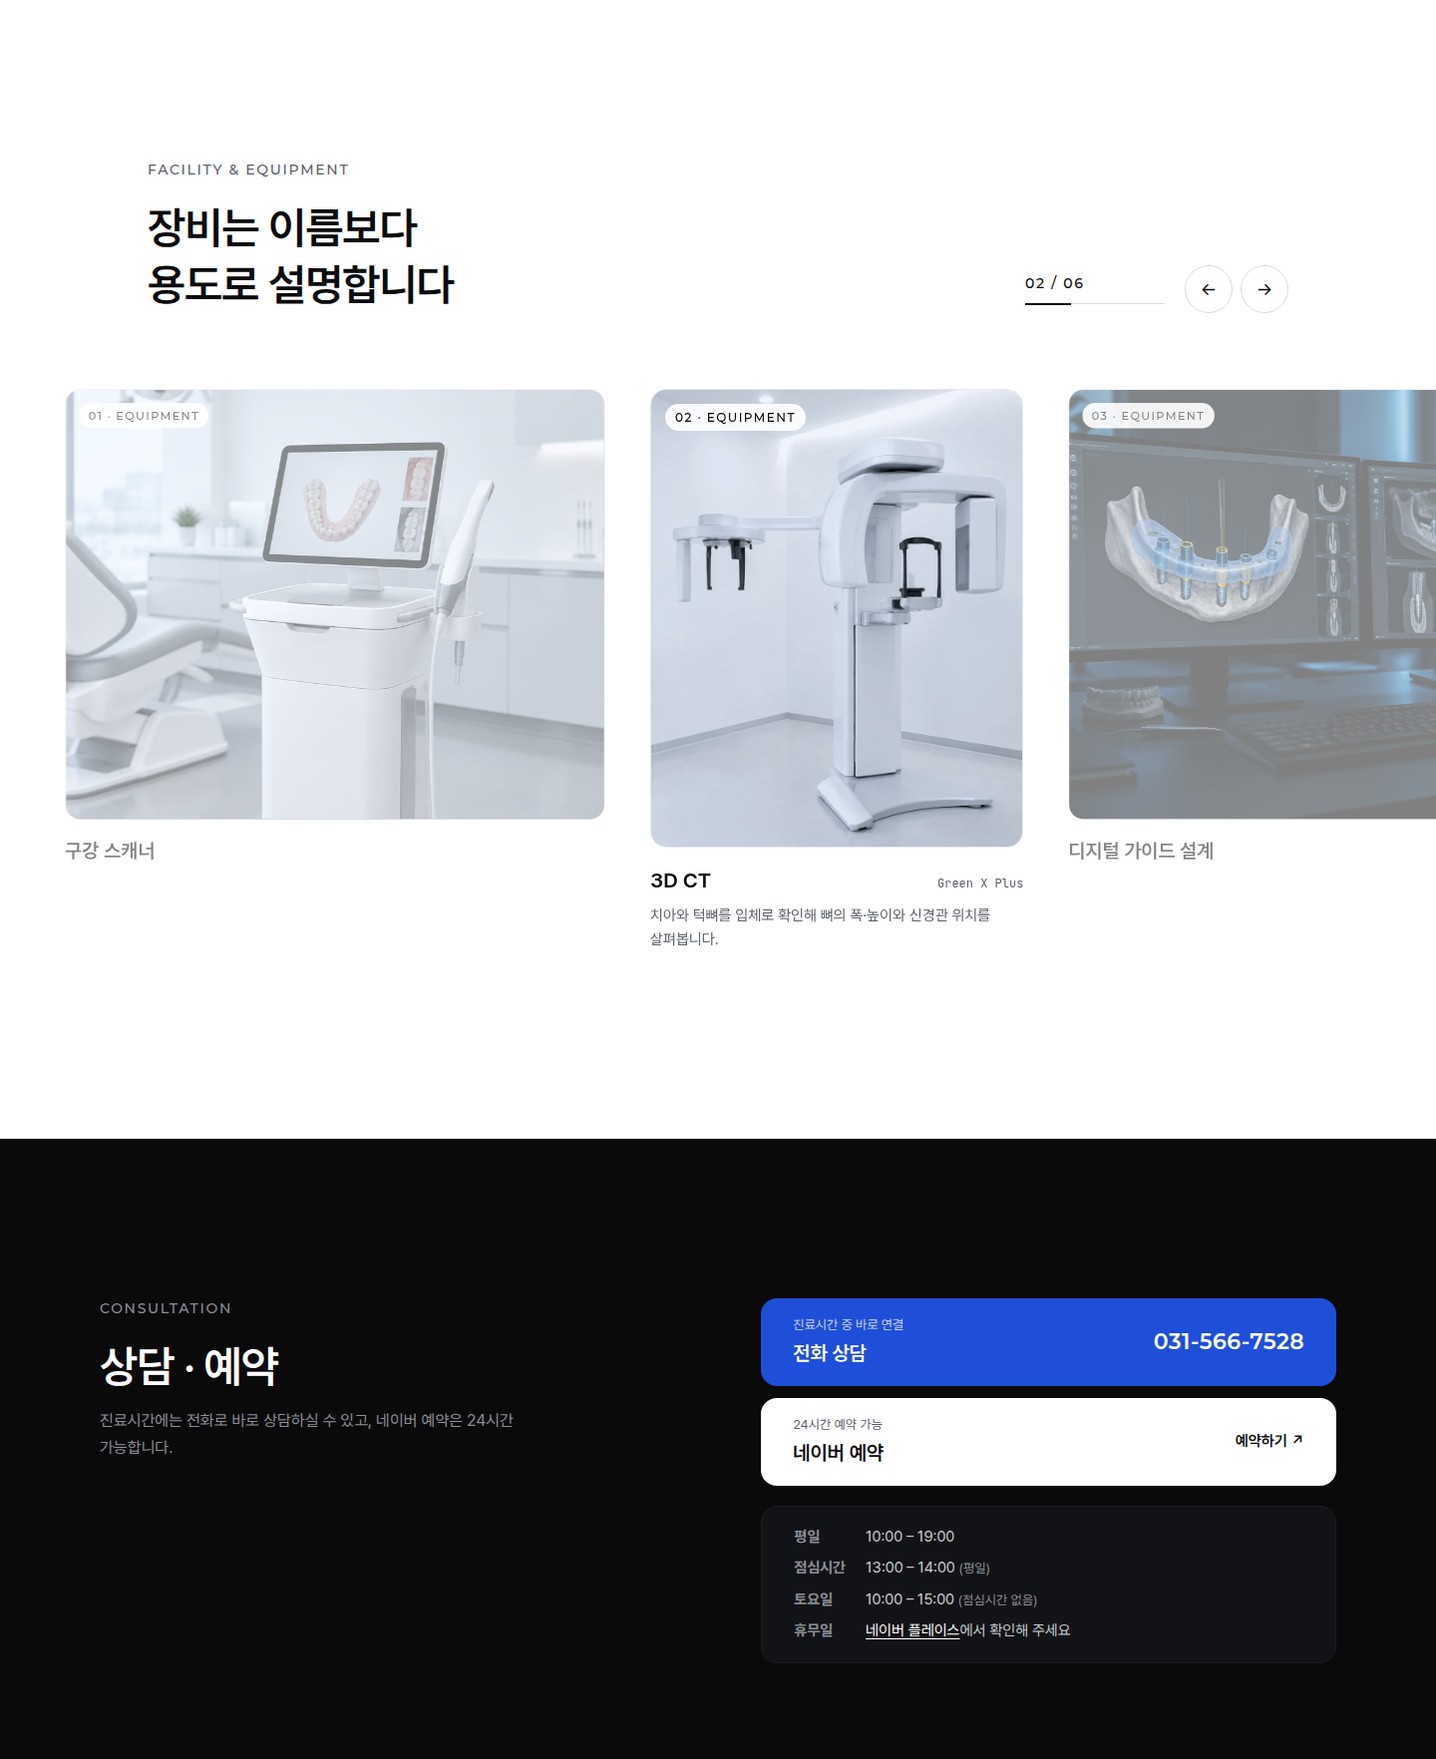 FACILITY & EQUIPMENT
장비는 이름보다
용도로 설명합니다
02 / 06
← →
01 · EQUIPMENT
구강 스캐너
02 · EQUIPMENT
3D CT
Green X Plus
치아와 턱뼈를 입체로 확인해 뼈의 폭·높이와 신경관 위치를
살펴봅니다.
03 · EQUIPMENT
디지털 가이드 설계
CONSULTATION
상담 · 예약
진료시간에는 전화로 바로 상담하실 수 있고, 네이버 예약은 24시간
가능합니다.
진료시간 중 바로 연결
전화 상담
031-566-7528
24시간 예약 가능
네이버 예약
예약하기 ↗
평일 10:00 – 19:00
점심시간 13:00 – 14:00 (평일)
토요일 10:00 – 15:00 (점심시간 없음)
휴무일 네이버 플레이스에서 확인해 주세요